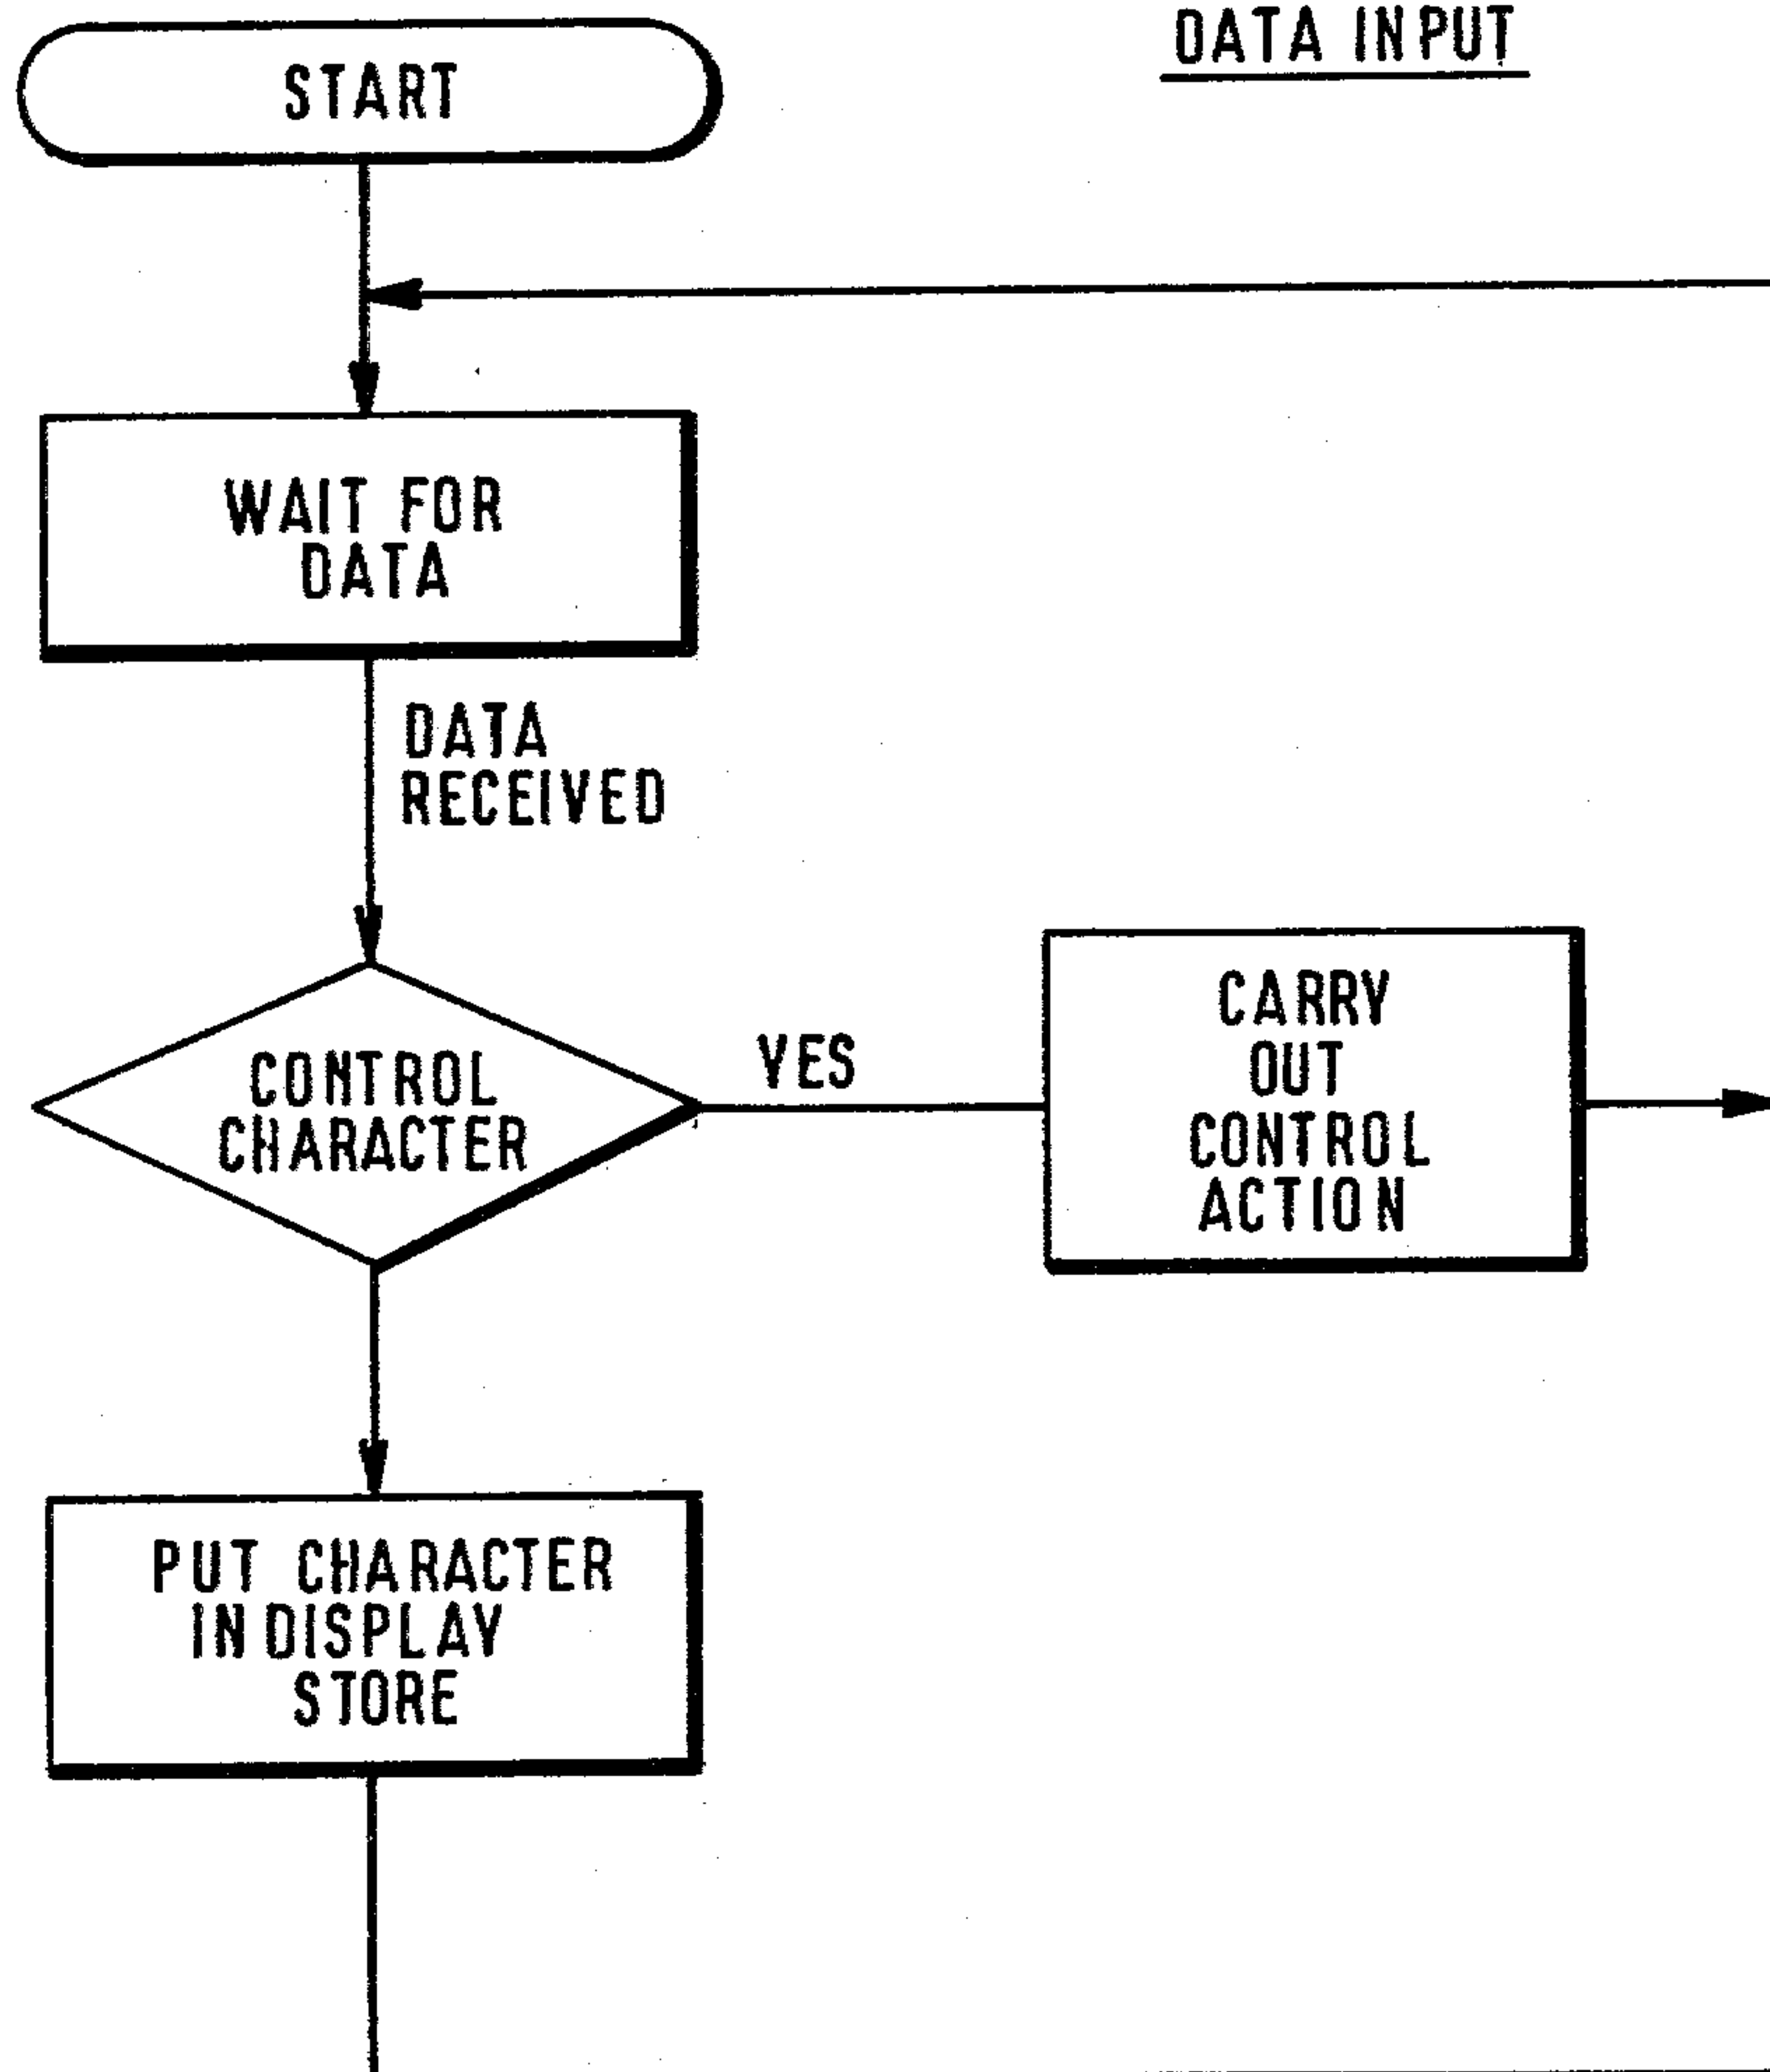 DATA INPUT
START
WAIT FOR
DATA
DATA
RECEIVED
CONTROL
CHARACTER
YES
CARRY
OUT
CONTROL
ACTION
PUT CHARACTER
IN DISPLAY
STORE